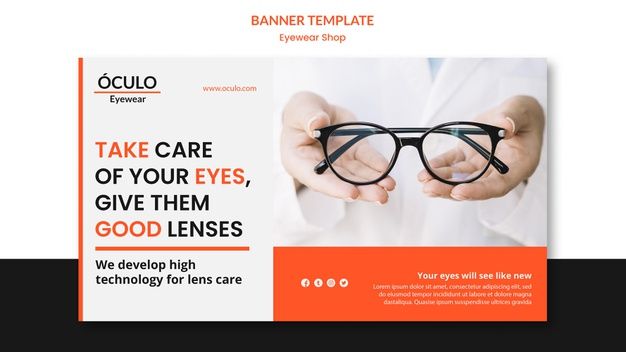 BANNER TEMPLATE
Eyewear Shop
ÓCULO
Eyewear
www.oculo.com
TAKE CARE
OF YOUR EYES,
GIVE THEM
GOOD LENSES
We develop high
technology for lens care
Your eyes will see like new
Lorem ipsum dolor sit amet, consectetur adipiscing elit, sed
do eiusmod tempor incididunt ut labore et dolore magna
aliqua. Quis ipsum suspendisse ultrices gravida